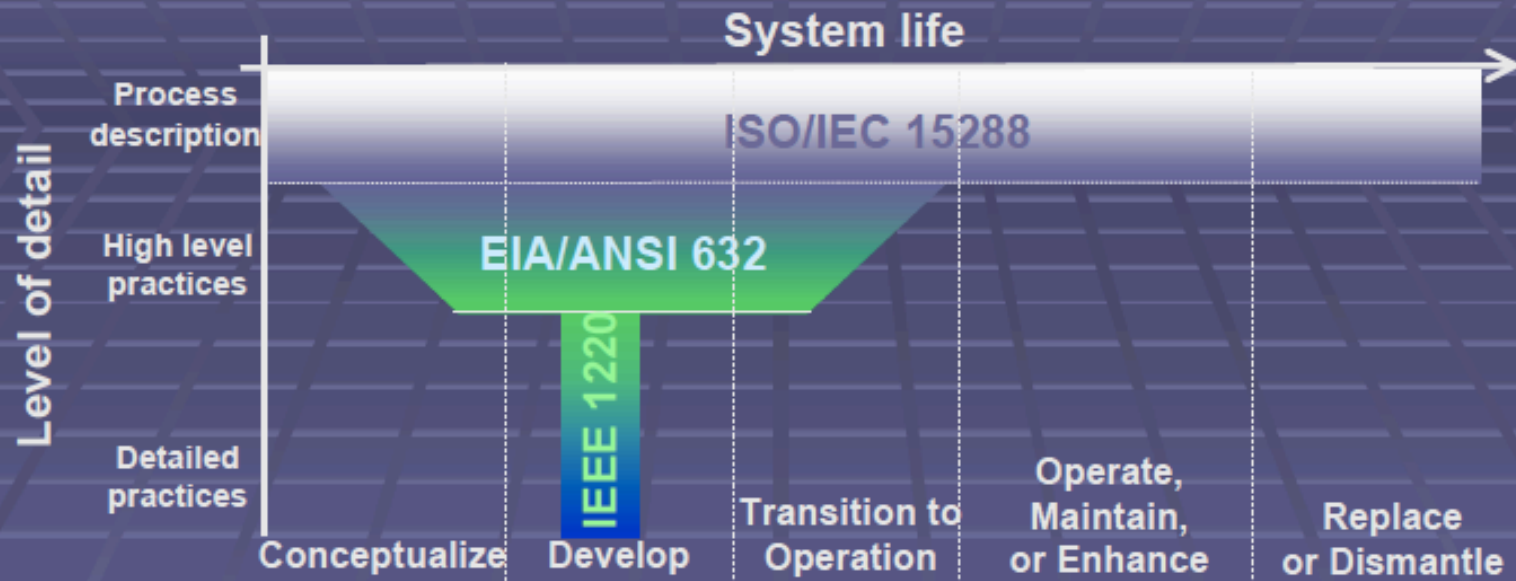 System life
Process
description
ISO/IEC 15288
Level of detail
High level
practices
EIA/ANSI 632
IEEE 1220
Detailed
practices
Conceptualize
Develop
Transition to
Operation
Operate,
Maintain,
or Enhance
Replace
or Dismantle